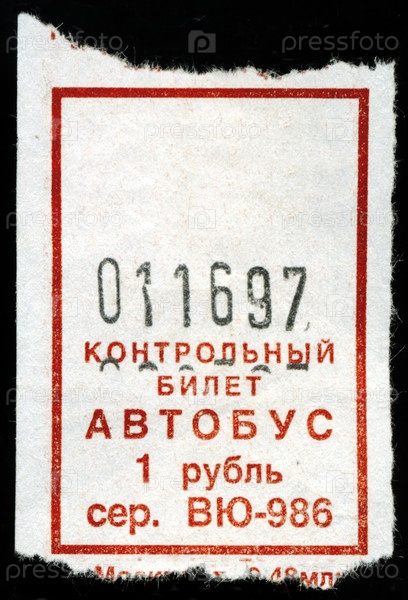 011697
КОНТРОЛЬНЫЙ
БИЛЕТ
АВТОБУС
1 рубль
сер. ВЮ-986